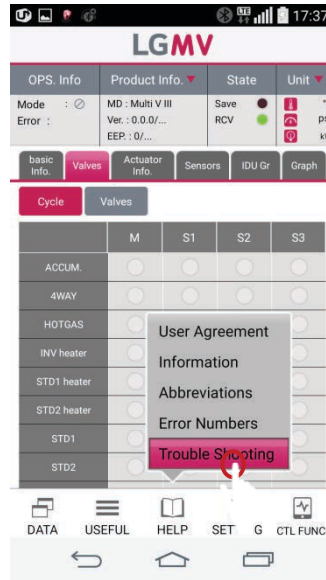 17:37
LGMV
OPS. Info Product Info. State Unit
Mode : MD : Multi V III Save
Error : Ver. : 0.0.0/... RCV
EEP. : 0/...
basic Info. Valves Actuator Info. Sensors IDU Gr Graph
Cycle Valves
M S1 S2 S3
ACCUM.
4WAY
HOTGAS
INV heater
STD1 heater
STD2 heater
STD1
STD2
User Agreement
Information
Abbreviations
Error Numbers
Trouble Shooting
DATA USEFUL HELP SET G CTL FUNC